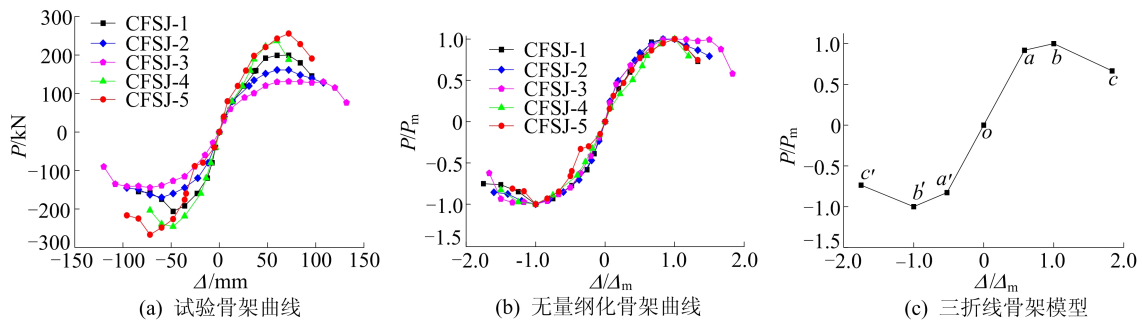 300
200
100
0
−100
−200
−300
−150
−100
−50
0
50
100
150
P/kN
Δ/mm
CFSJ-1
CFSJ-2
CFSJ-3
CFSJ-4
CFSJ-5
(a) 试验骨架曲线
1.0
0.5
0
−0.5
−1.0
−1.5
−2.0
−1.0
0
1.0
2.0
P/Pm
Δ/Δm
CFSJ-1
CFSJ-2
CFSJ-3
CFSJ-4
CFSJ-5
(b) 无量纲化骨架曲线
1.0
0.5
0
−0.5
−1.0
−1.5
−2.0
−1.0
0
1.0
2.0
P/Pm
Δ/Δm
a
b
c
o
a′
b′
c′
(c) 三折线骨架模型